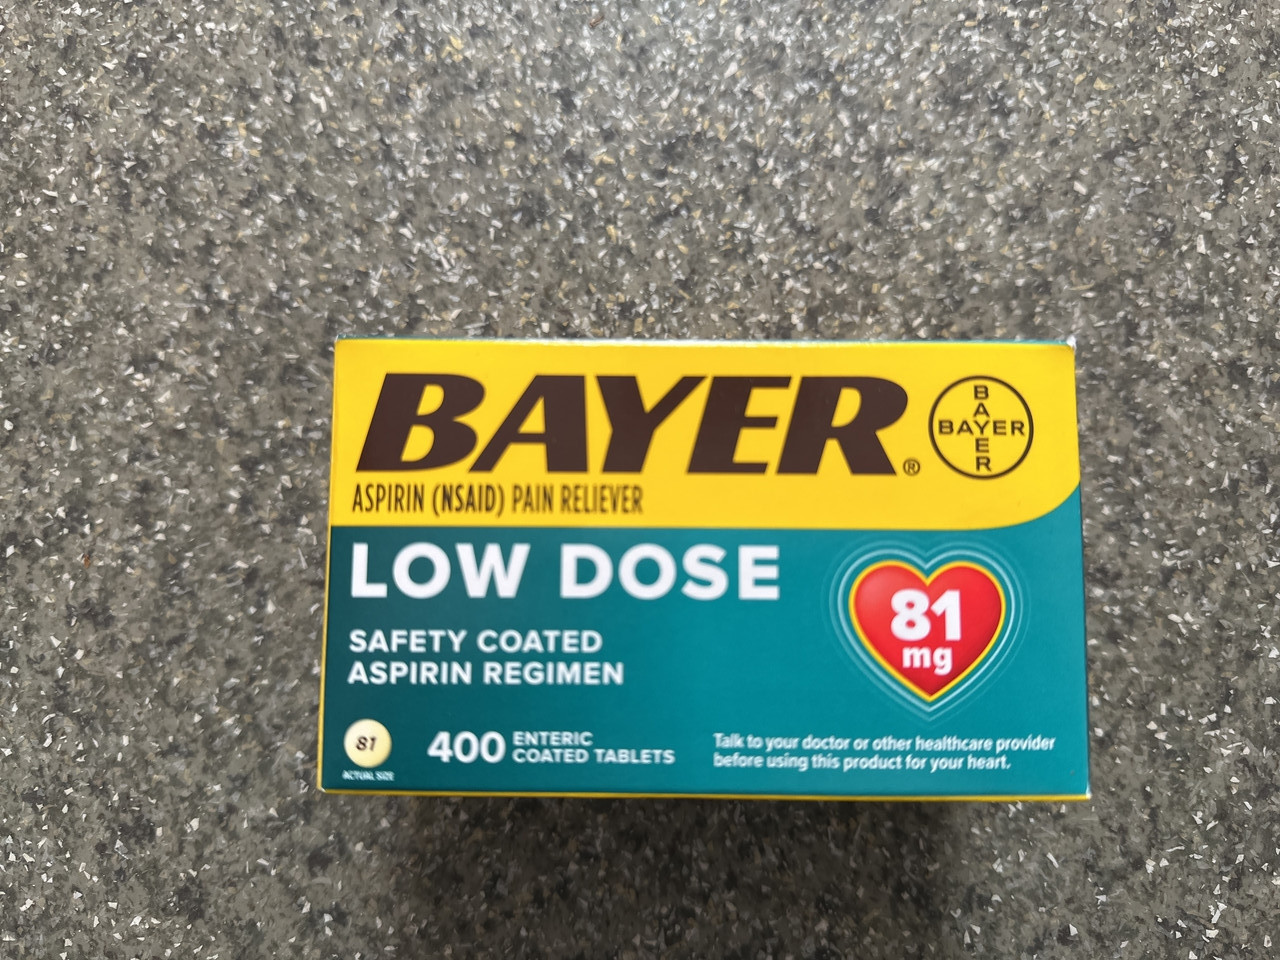 BAYER®
BAYER
BAYER
ASPIRIN (NSAID) PAIN RELIEVER
LOW DOSE
81
mg
SAFETY COATED
ASPIRIN REGIMEN
81
ACTUAL SIZE
400 ENTERIC
COATED TABLETS
Talk to your doctor or other healthcare provider
before using this product for your heart.